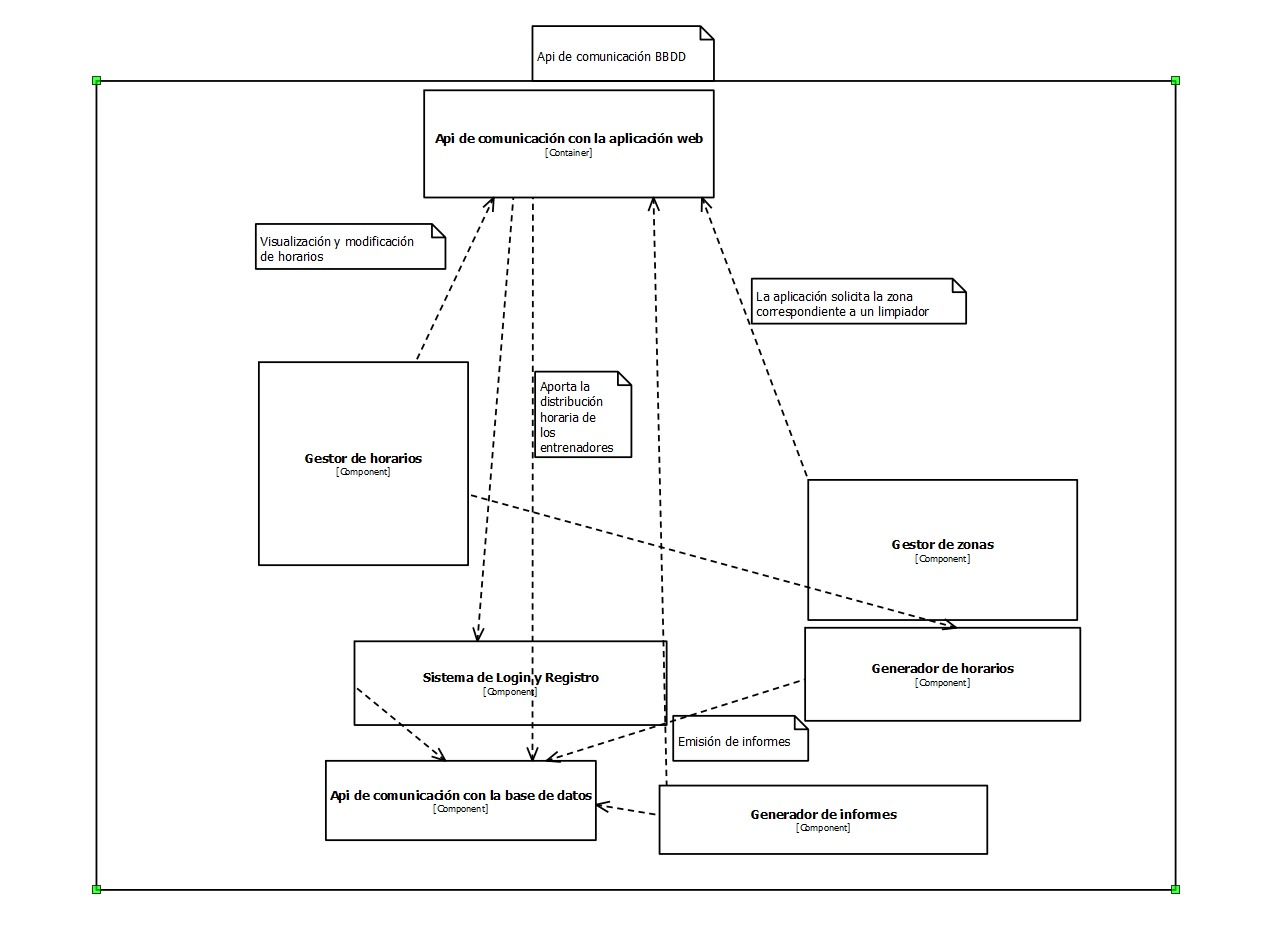 Api de comunicación BBDD
Api de comunicación con la aplicación web
[Container]
Visualización y modificación
de horarios
La aplicación solicita la zona
correspondiente a un limpiador
Aporta la
distribución
horaria de
los
entrenadores
Gestor de horarios
[Component]
Gestor de zonas
[Component]
Sistema de Login y Registro
[Component]
Generador de horarios
[Component]
Emisión de informes
Api de comunicación con la base de datos
[Component]
Generador de informes
[Component]